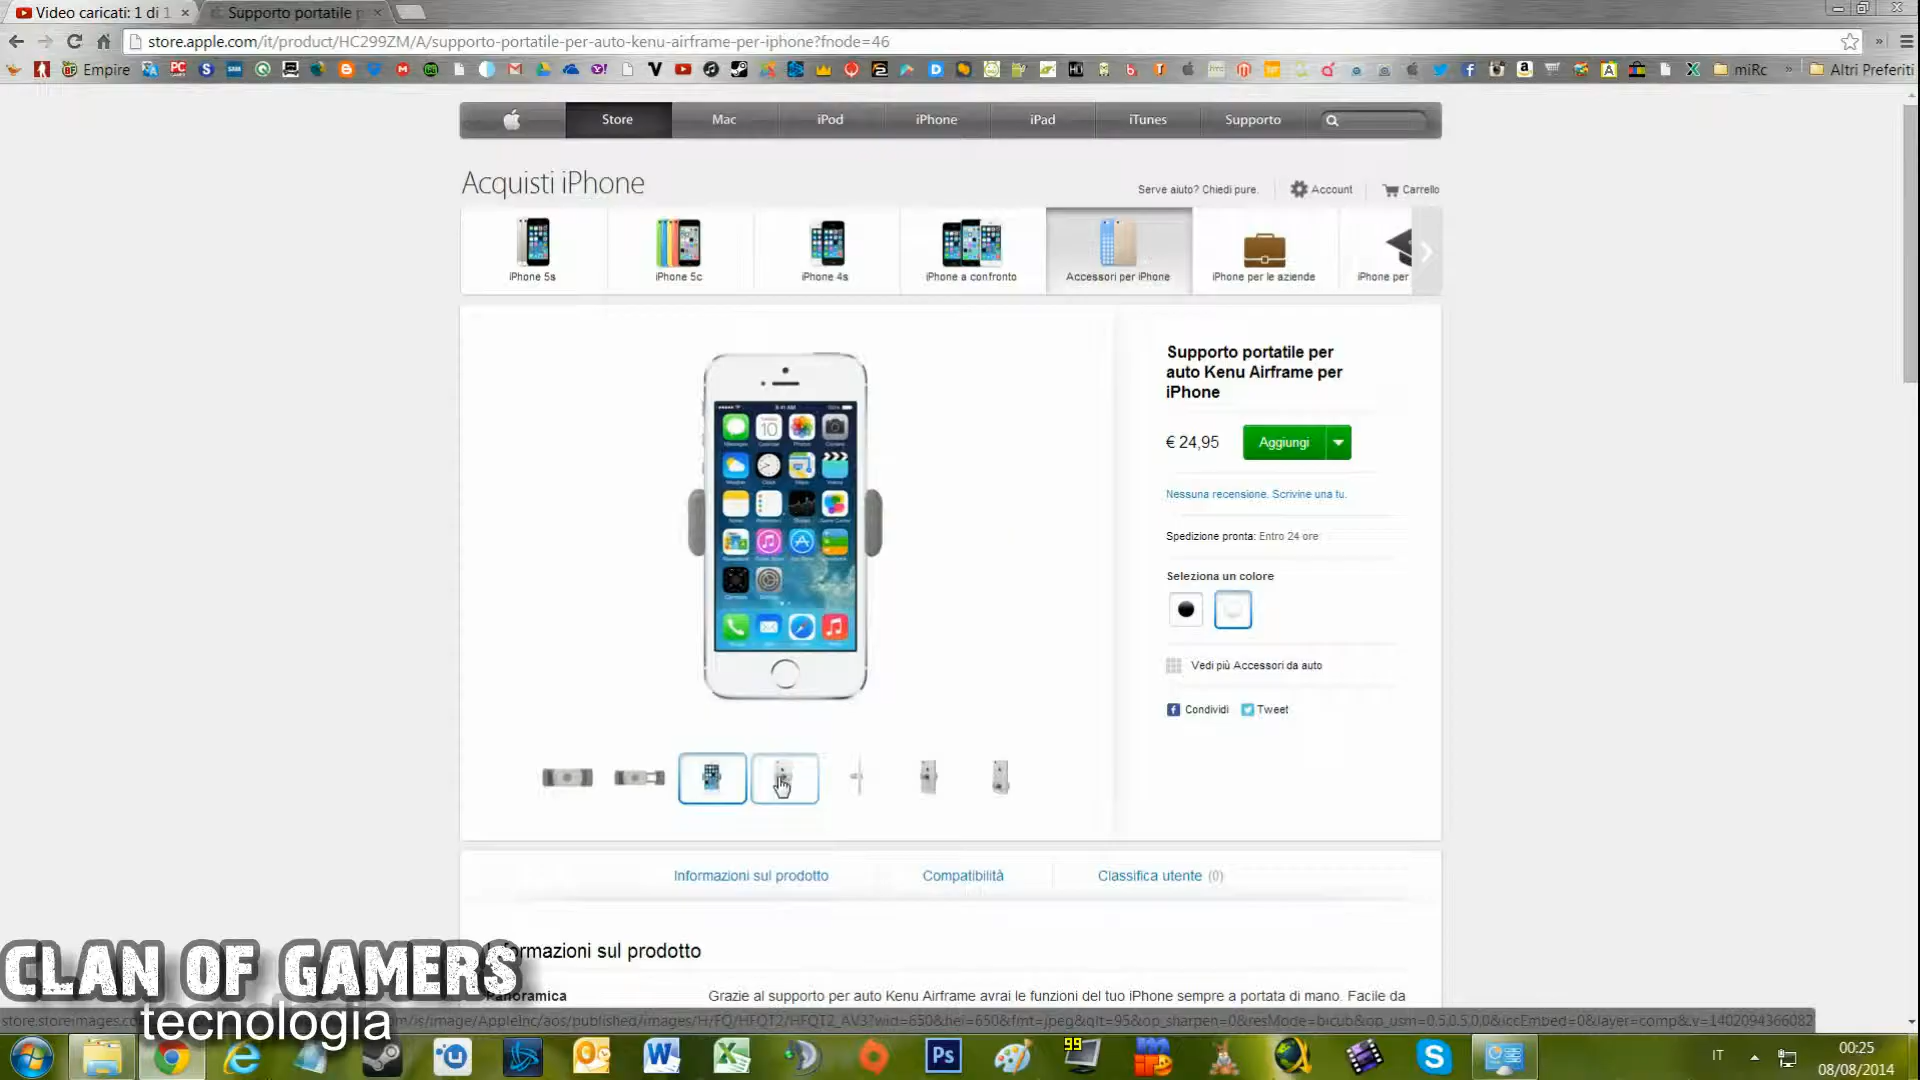 Video caricati: 1 di 1
Supporto portatile p
store.apple.com/it/product/HC299ZM/A/supporto-portatile-per-auto-kenu-airframe-per-iphone?fnode=46
Empire
miRc
Altri Preferiti
Store
Mac
iPod
iPhone
iPad
iTunes
Supporto
Acquisti iPhone
Serve aiuto? Chiedi pure.
Account
Carrello
iPhone 5s
iPhone 5c
iPhone 4s
iPhone a confronto
Accessori per iPhone
iPhone per le aziende
iPhone per
Supporto portatile per
auto Kenu Airframe per
iPhone
€ 24,95
Aggiungi
Nessuna recensione. Scrivine una tu.
Spedizione pronta: Entro 24 ore
Seleziona un colore
Vedi più Accessori da auto
Condividi
Tweet
Informazioni sul prodotto
Compatibilità
Classifica utente (0)
Informazioni sul prodotto
Panoramica
Grazie al supporto per auto Kenu Airframe avrai le funzioni del tuo iPhone sempre a portata di mano. Facile da
CLAN OF GAMERS
tecnologia
IT
00:25
08/08/2014